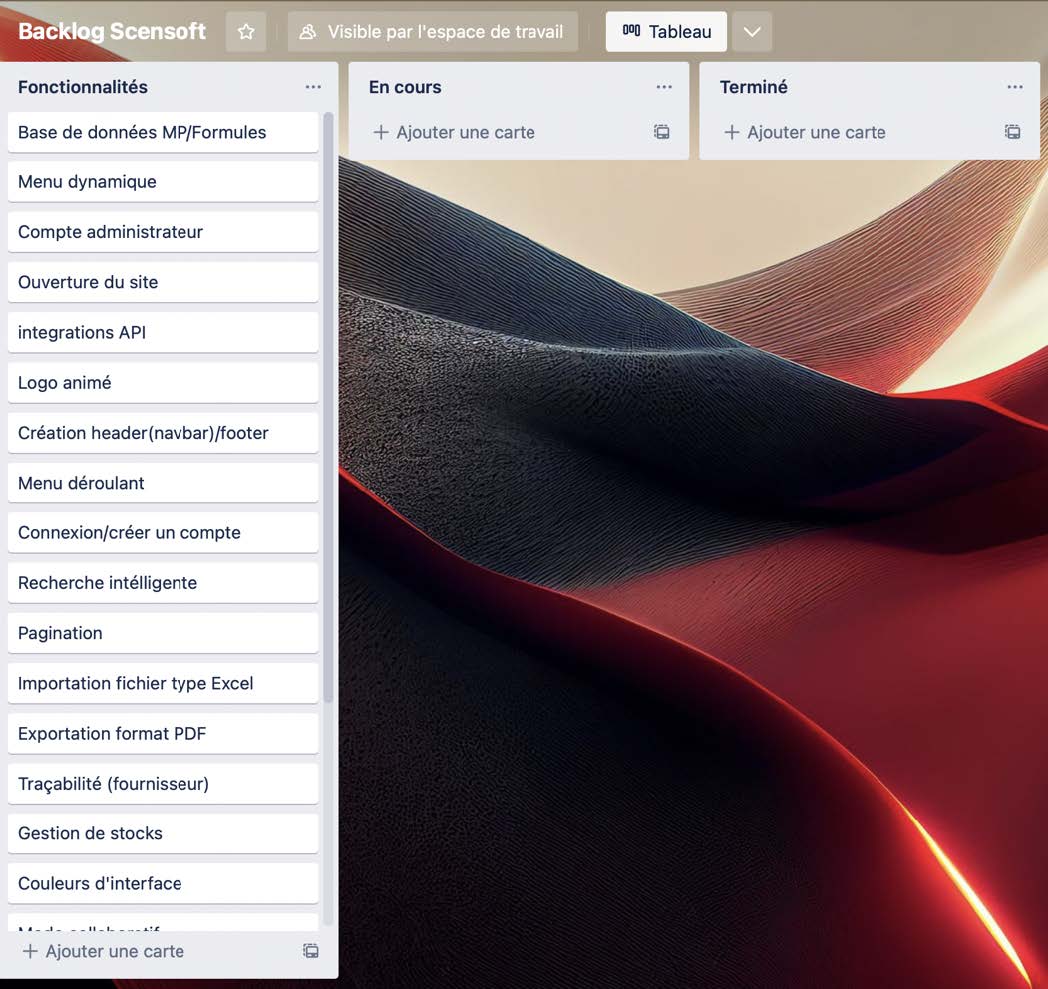 Backlog Scensoft
Visible par l'espace de travail
Tableau
Fonctionnalités
Base de données MP/Formules
Menu dynamique
Compte administrateur
Ouverture du site
integrations API
Logo animé
Création header(navbar)/footer
Menu déroulant
Connexion/créer un compte
Recherche intélligente
Pagination
Importation fichier type Excel
Exportation format PDF
Traçabilité (fournisseur)
Gestion de stocks
Couleurs d'interface
Mode collaboratif
Ajouter une carte
En cours
Ajouter une carte
Terminé
Ajouter une carte